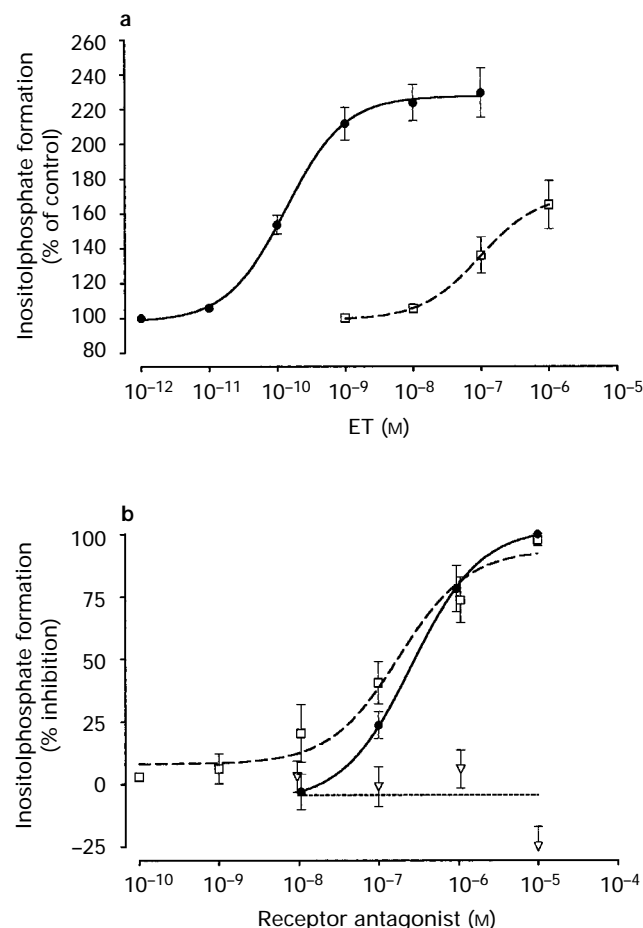 a
Inositolphosphate formation
(% of control)
260
240
220
200
180
160
140
120
100
80
10⁻¹² 10⁻¹¹ 10⁻¹⁰ 10⁻⁹ 10⁻⁸ 10⁻⁷ 10⁻⁶ 10⁻⁵
ET (M)
b
Inositolphosphate formation
(% inhibition)
100
75
50
25
0
–25
10⁻¹⁰ 10⁻⁹ 10⁻⁸ 10⁻⁷ 10⁻⁶ 10⁻⁵ 10⁻⁴
Receptor antagonist (M)